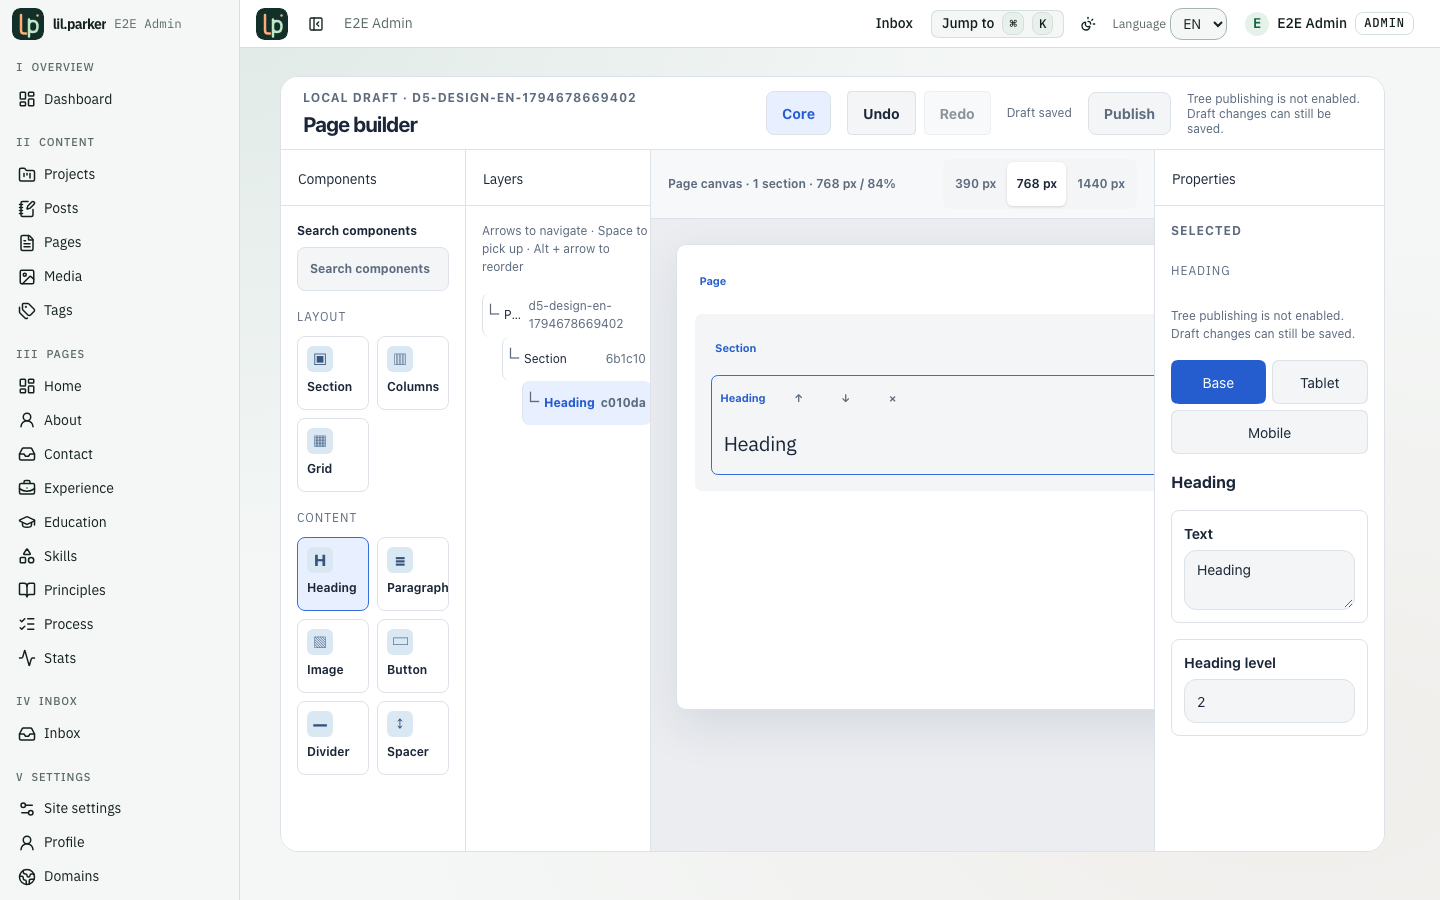 lil.parker E2E Admin
I OVERVIEW
Dashboard
II CONTENT
Projects
Posts
Pages
Media
Tags
III PAGES
Home
About
Contact
Experience
Education
Skills
Principles
Process
Stats
IV INBOX
Inbox
V SETTINGS
Site settings
Profile
Domains
E2E Admin
Inbox
Jump to ⌘ K
Language EN
E E2E Admin ADMIN
LOCAL DRAFT · D5-DESIGN-EN-1794678669402
Page builder
Core
Undo
Redo
Draft saved
Publish
Tree publishing is not enabled.
Draft changes can still be
saved.
Components
Search components
Search components
LAYOUT
Section
Columns
Grid
CONTENT
H
Heading
Paragraph
Image
Button
Divider
Spacer
Layers
Arrows to navigate · Space to
pick up · Alt + arrow to
reorder
P... d5-design-en-
1794678669402
Section 6b1c10
Heading c010da
Page canvas · 1 section · 768 px / 84%
390 px
768 px
1440 px
Page
Section
Heading ↑ ↓ ×
Heading
Properties
SELECTED
HEADING
Tree publishing is not enabled.
Draft changes can still be saved.
Base
Tablet
Mobile
Heading
Text
Heading
Heading level
2